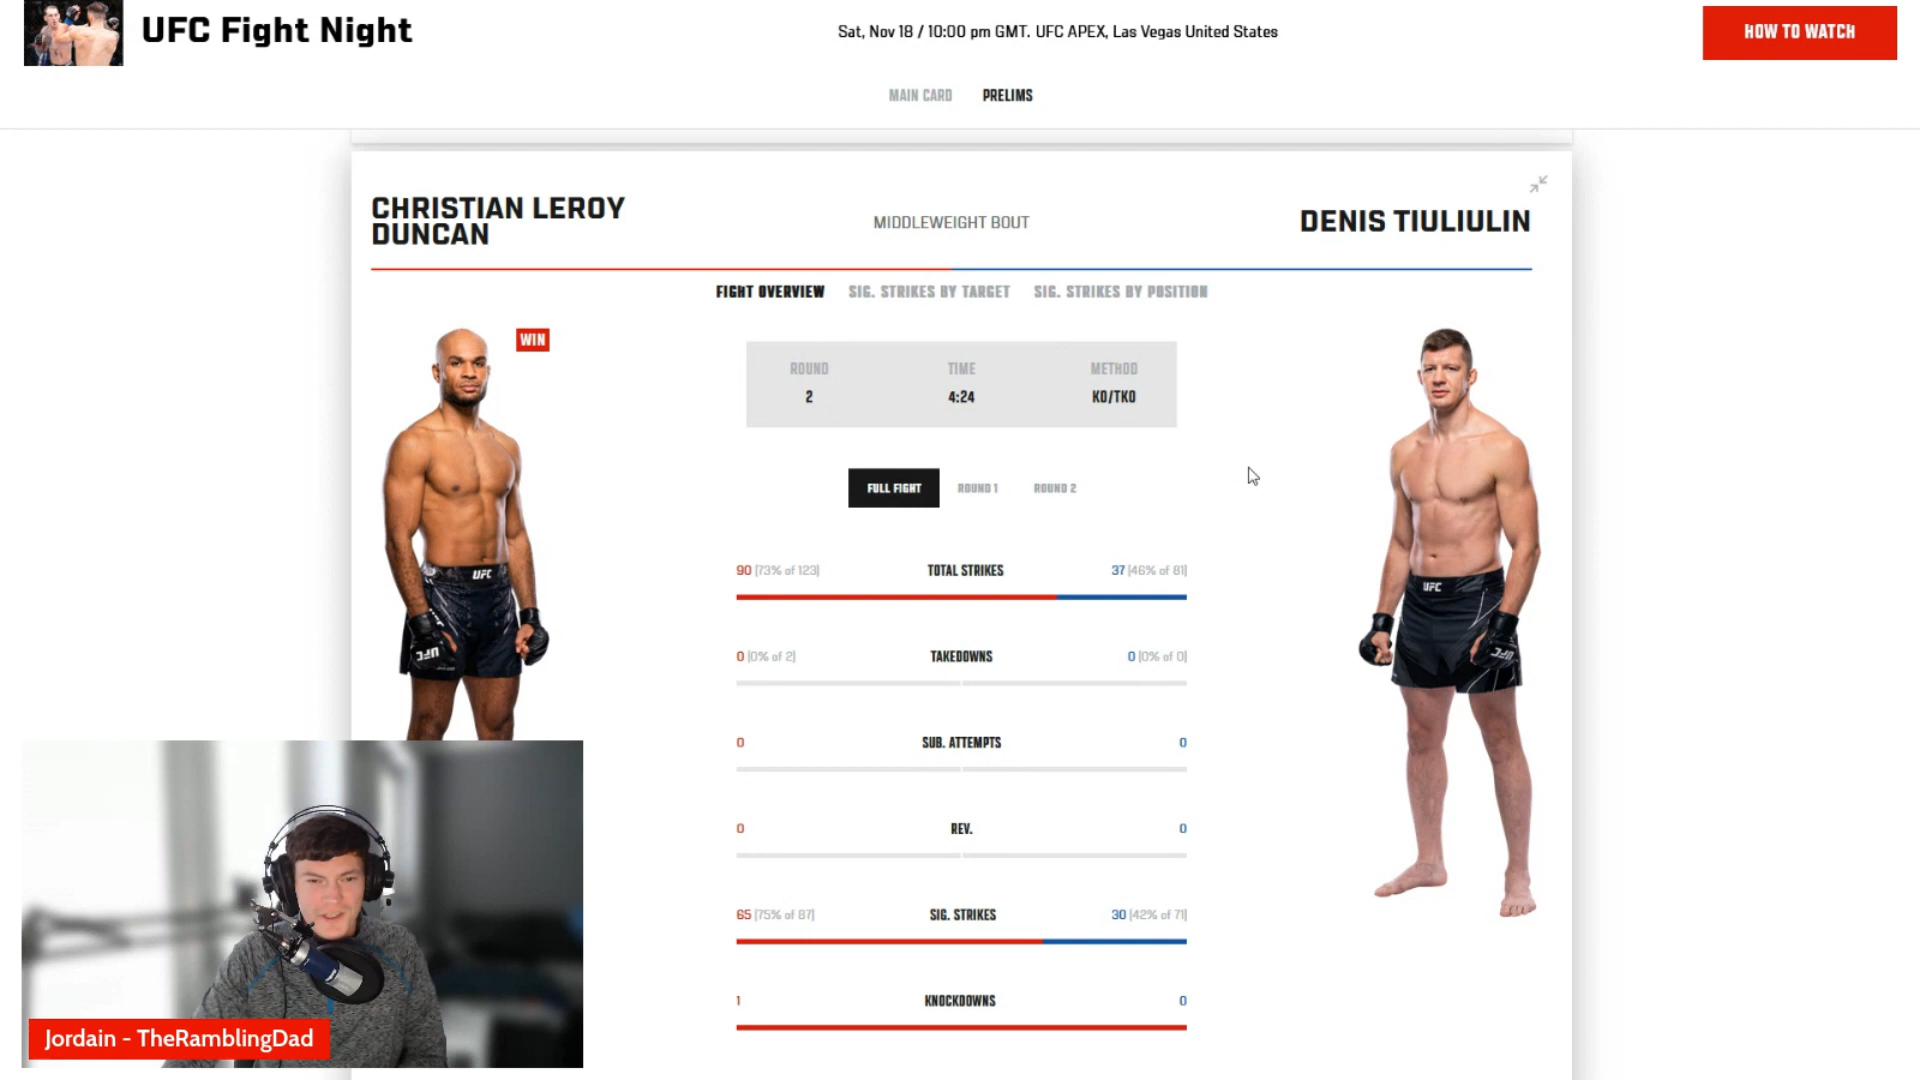 UFC Fight Night
Sat, Nov 18 / 10:00 pm GMT. UFC APEX, Las Vegas United States
HOW TO WATCH
MAIN CARD PRELIMS
CHRISTIAN LEROY
DUNCAN
MIDDLEWEIGHT BOUT
DENIS TIULIULIN
FIGHT OVERVIEW SIG. STRIKES BY TARGET SIG. STRIKES BY POSITION
WIN
ROUND TIME METHOD
2 4:24 KO/TKO
FULL FIGHT ROUND 1 ROUND 2
90 (73% of 123) TOTAL STRIKES 37 (46% of 81)
0 (0% of 2) TAKEDOWNS 0 (0% of 0)
0 SUB. ATTEMPTS 0
0 REV. 0
65 (75% of 87) SIG. STRIKES 30 (42% of 71)
1 KNOCKDOWNS 0
UFC
UFC
UFC
UFC
Jordain - TheRamblingDad